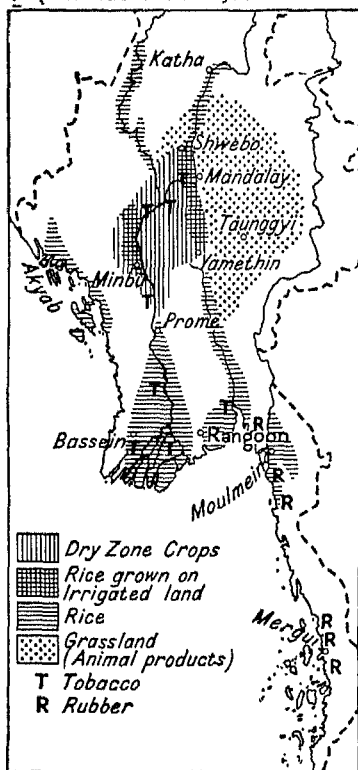 Katha
Shwebo
Mandalay
Taunggyi
Yamethin
Minbu
Akyab
Prome
Bassein
Rangoon
Moulmein
Mergui
T
T
T
T
T
T
T
T
R
R
R
R
R
R
Dry Zone Crops
Rice grown on
Irrigated land
Rice
Grassland
(Animal products)
T Tobacco
R Rubber